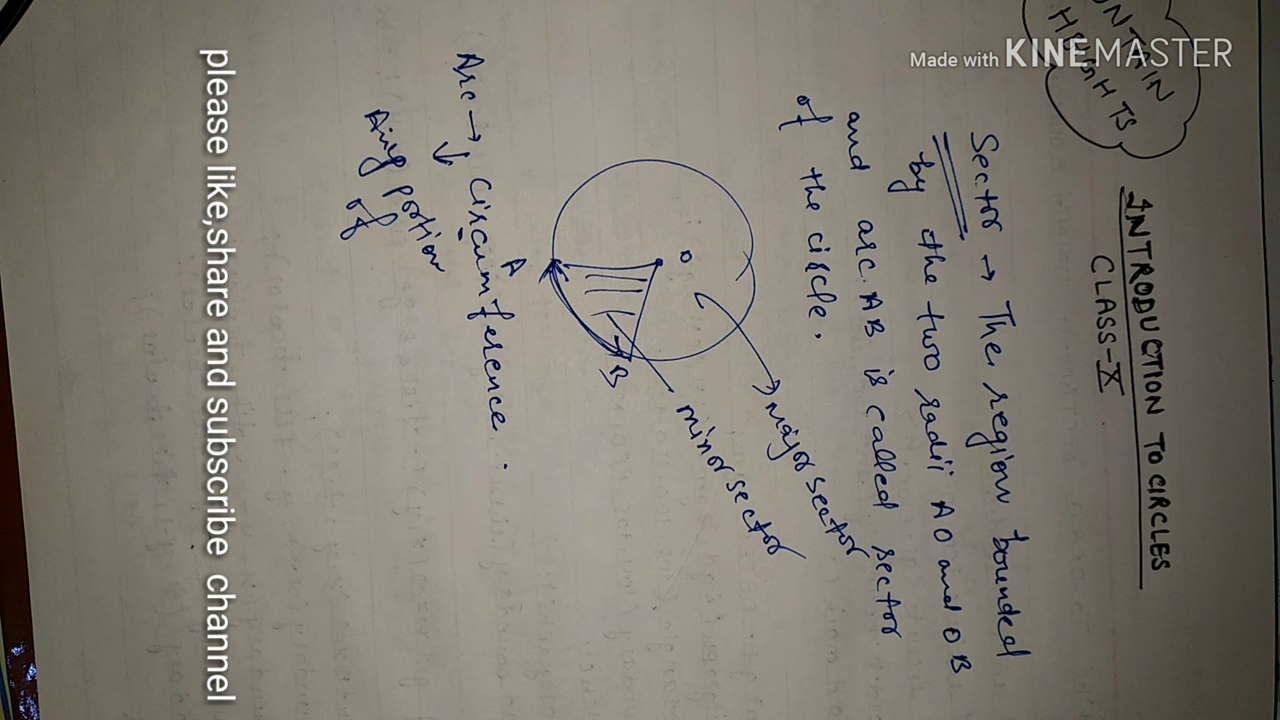 Made with KINEMASTER
ONTAIN
HOUGHTS
INTRODUCTION TO CIRCLES
CLASS-X
Sector → The region bounded
by the two radii AO and OB
and arc AB is called sector
of the circle.
major sector
minor sector
O
A
B
Arc → Circumference.
Any portion
of
please like,share and subscribe channel